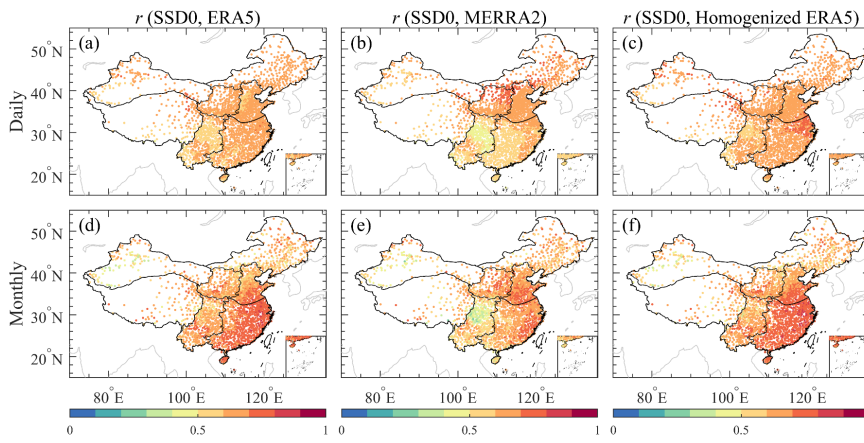 r (SSD0, ERA5) r (SSD0, MERRA2) r (SSD0, Homogenized ERA5)
Daily
(a) (b) (c)
50°N
40°N
30°N
20°N
Monthly
(d) (e) (f)
50°N
40°N
30°N
20°N
80°E 100°E 120°E 80°E 100°E 120°E 80°E 100°E 120°E
0 0.5 1 0 0.5 1 0 0.5